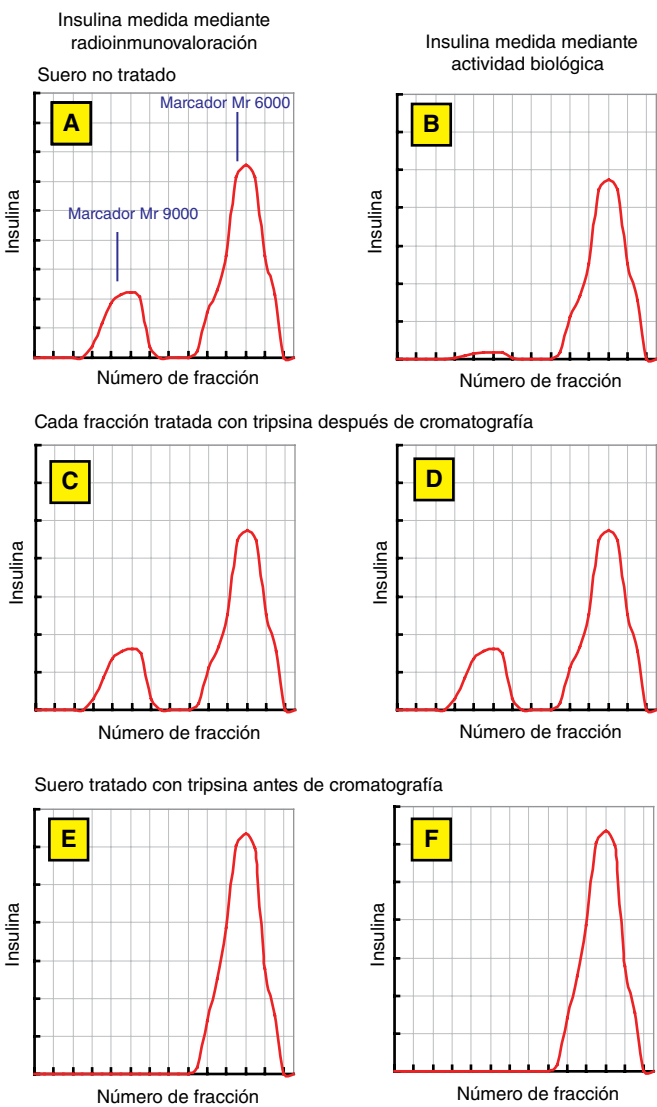 Insulina medida mediante
radioinmunovaloración
Insulina medida mediante
actividad biológica
Suero no tratado
A
Marcador Mr 6000
Marcador Mr 9000
Insulina
Número de fracción
B
Insulina
Número de fracción
Cada fracción tratada con tripsina después de cromatografía
C
Insulina
Número de fracción
D
Insulina
Número de fracción
Suero tratado con tripsina antes de cromatografía
E
Insulina
Número de fracción
F
Insulina
Número de fracción